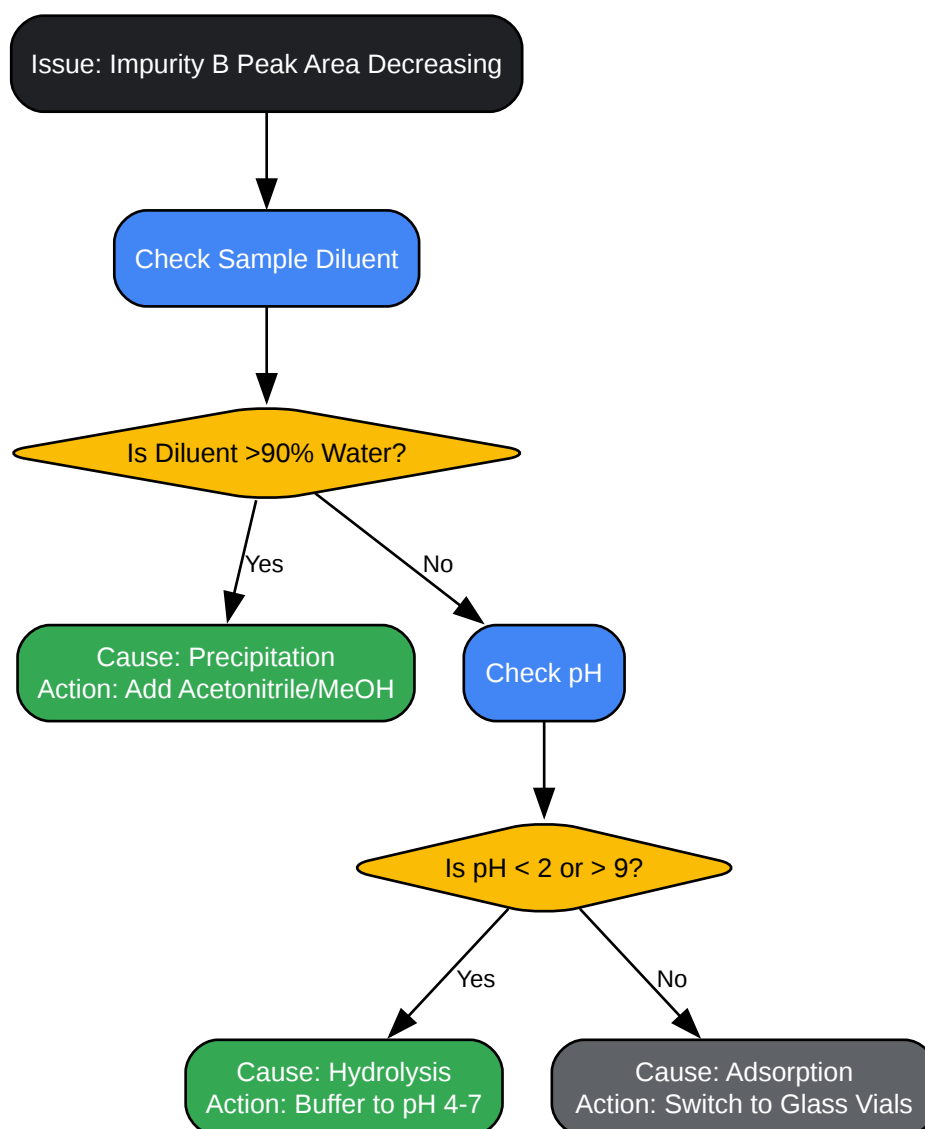 Issue: Impurity B Peak Area Decreasing
Check Sample Diluent
Is Diluent >90% Water?
Yes
No
Cause: Precipitation
Action: Add Acetonitrile/MeOH
Check pH
Is pH < 2 or > 9?
Yes
No
Cause: Hydrolysis
Action: Buffer to pH 4-7
Cause: Adsorption
Action: Switch to Glass Vials